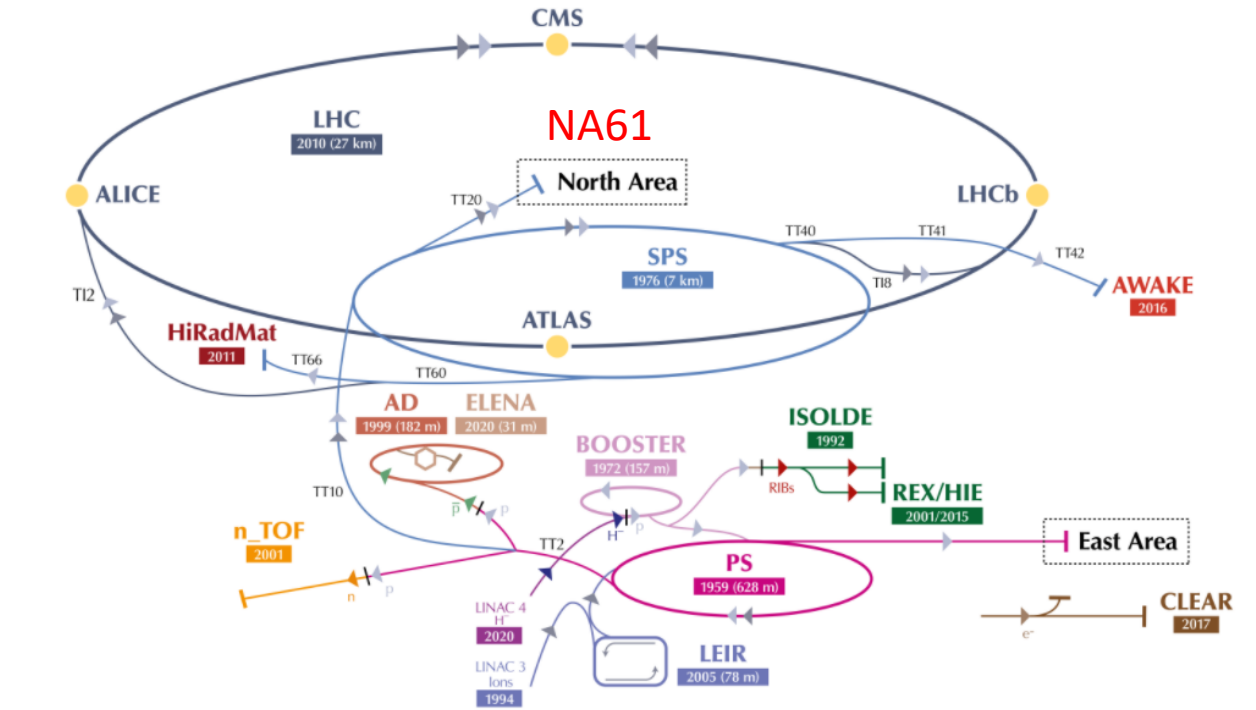 CMS
LHC
2010 (27 km)
NA61
North Area
ALICE
LHCb
TT20
TT40
TT41
TT42
SPS
1976 (7 km)
TI8
AWAKE
2016
TI2
ATLAS
HiRadMat
2011
TT66
TT60
AD
1999 (182 m)
ELENA
2020 (31 m)
ISOLDE
1992
BOOSTER
1972 (157 m)
RIBs
REX/HIE
2001/2015
TT10
p̅
p
H⁻
p
n_TOF
2001
TT2
East Area
PS
1959 (628 m)
n
p
LINAC 4
H⁻
2020
CLEAR
2017
e⁻
LINAC 3
Ions
1994
LEIR
2005 (78 m)